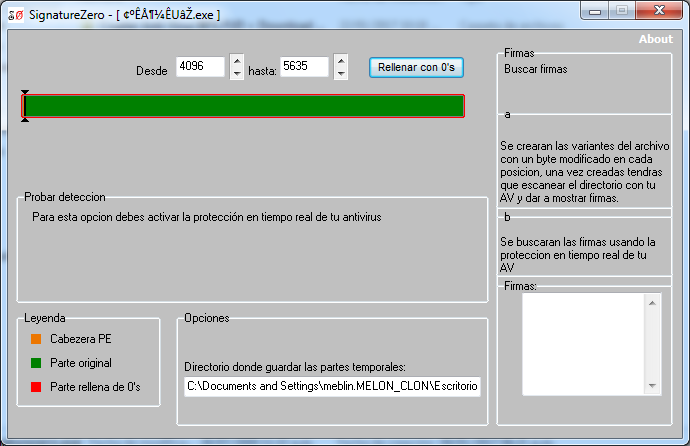 SignatureZero - [ ¢ºÊÅ¶¼ÊUâŽ.exe ]
About
Desde 4096 hasta: 5635 Rellenar con 0's
Probar deteccion
Para esta opcion debes activar la protección en tiempo real de tu antivirus
Leyenda
Cabezera PE
Parte original
Parte rellena de 0's
Opciones
Directorio donde guardar las partes temporales:
C:\Documents and Settings\meblin.MELON_CLON\Escritorio
Firmas
Buscar firmas
a
Se crearan las variantes del archivo
con un byte modificado en cada
posicion, una vez creadas tendras
que escanear el directorio con tu
AV y dar a mostrar firmas.
b
Se buscaran las firmas usando la
proteccion en tiempo real de tu
AV
Firmas: